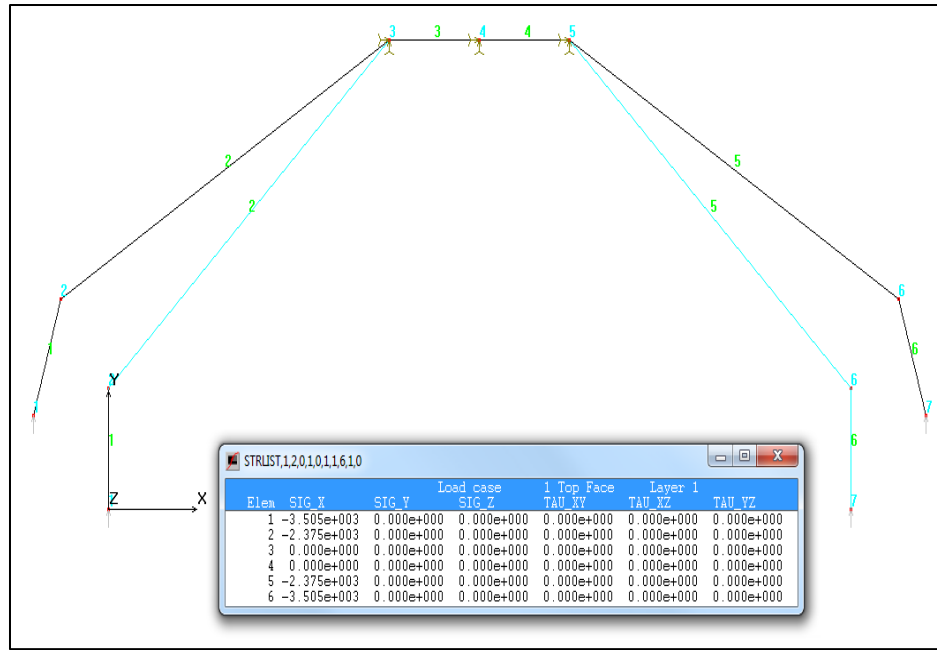 3 3 4 4 5
2 5
2 5
2 6
1 Y 6 6
1 7
1 6
Z X 7
STRLIST,1,2,0,1,0,1,1,6,1,0
Load case 1 Top Face Layer 1
Elem SIG_X SIG_Y SIG_Z TAU_XY TAU_XZ TAU_YZ
1 -3.505e+003 0.000e+000 0.000e+000 0.000e+000 0.000e+000 0.000e+000
2 -2.375e+003 0.000e+000 0.000e+000 0.000e+000 0.000e+000 0.000e+000
3 0.000e+000 0.000e+000 0.000e+000 0.000e+000 0.000e+000 0.000e+000
4 0.000e+000 0.000e+000 0.000e+000 0.000e+000 0.000e+000 0.000e+000
5 -2.375e+003 0.000e+000 0.000e+000 0.000e+000 0.000e+000 0.000e+000
6 -3.505e+003 0.000e+000 0.000e+000 0.000e+000 0.000e+000 0.000e+000